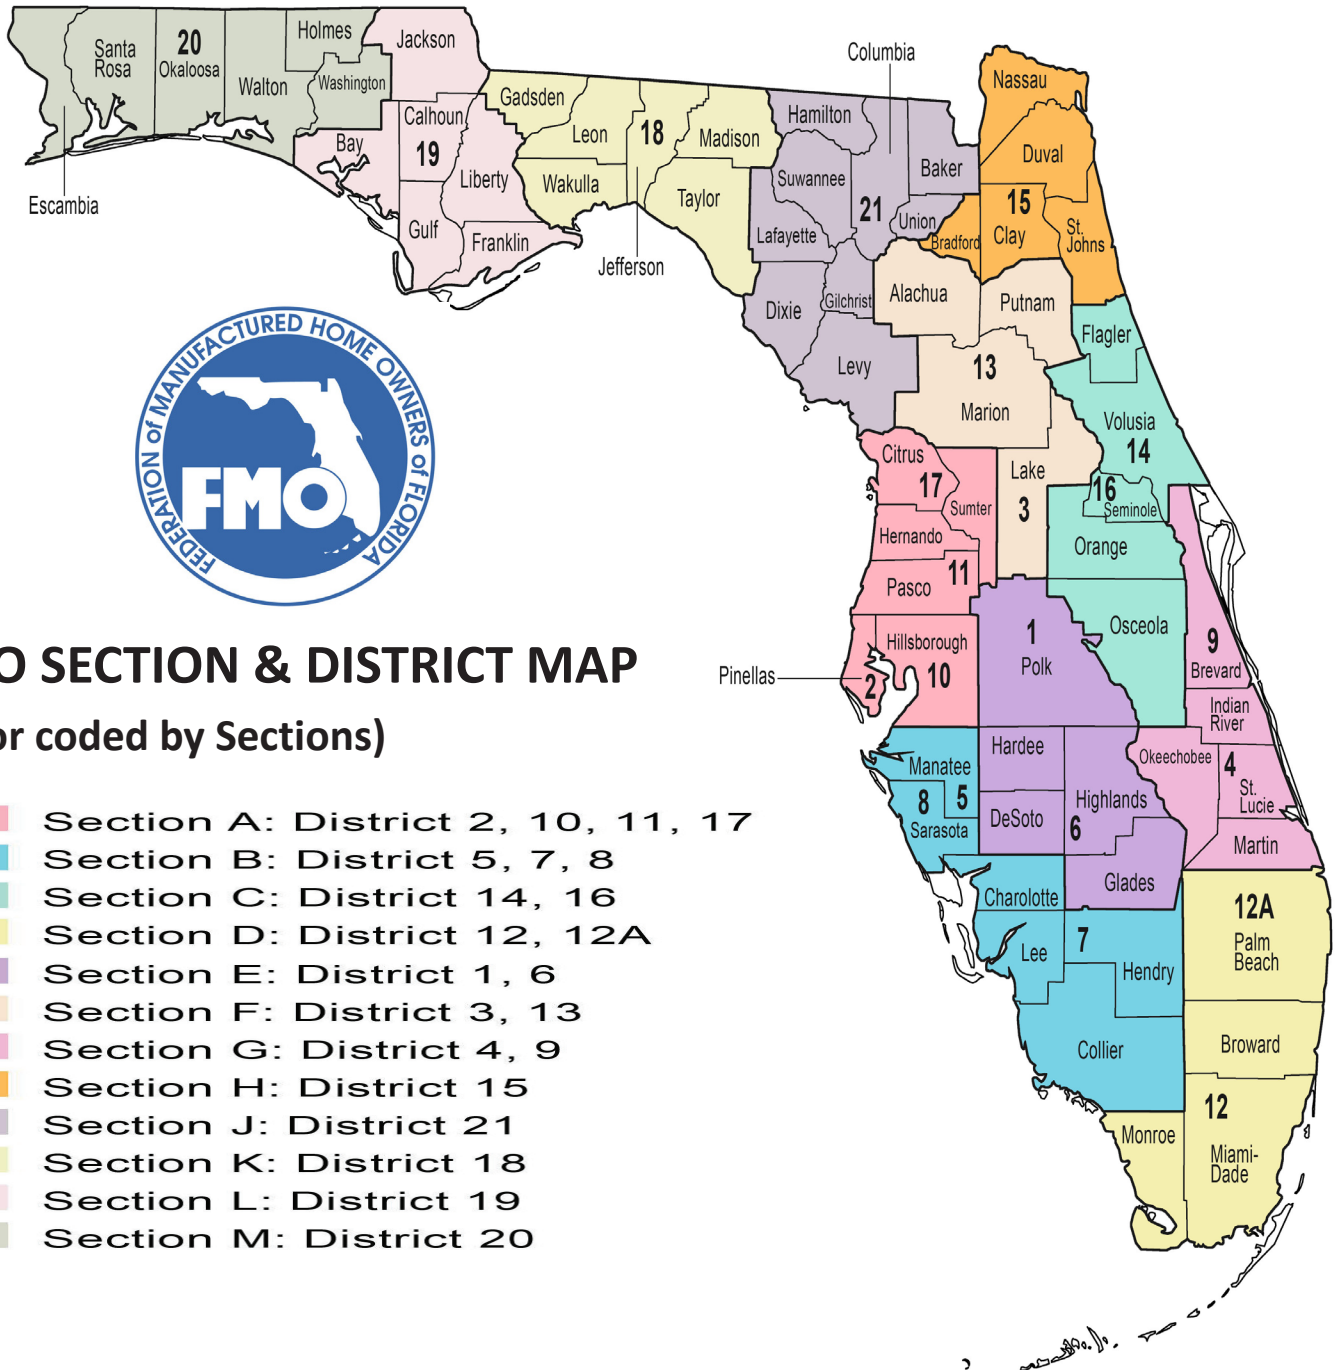 Holmes
Jackson
Santa
Rosa
20
Okaloosa
Walton
Washington
Escambia
Bay
Calhoun
19
Liberty
Gulf
Franklin
Gadsden
Leon
18
Madison
Wakulla
Taylor
Jefferson
Columbia
Hamilton
Suwannee
Baker
21
Union
Lafayette
Dixie
Gilchrist
Levy
Nassau
Duval
15
Clay
St.
Johns
Bradford
Alachua
Putnam
13
Marion
Flagler
Volusia
14
Citrus
17
Sumter
Lake
3
16
Seminole
Hernando
Orange
11
Pasco
Osceola
Hillsborough
10
Pinellas
2
1
Polk
9
Brevard
Indian
River
Hardee
Okeechobee
4
St.
Lucie
Manatee
8
5
Sarasota
DeSoto
Highlands
6
Martin
Glades
Charolotte
12A
Palm
Beach
7
Lee
Hendry
Collier
Broward
12
Monroe
Miami-
Dade
FEDERATION of MANUFACTURED HOME OWNERS of FLORIDA
FMO
O SECTION & DISTRICT MAP
or coded by Sections)
Section A: District 2, 10, 11, 17
Section B: District 5, 7, 8
Section C: District 14, 16
Section D: District 12, 12A
Section E: District 1, 6
Section F: District 3, 13
Section G: District 4, 9
Section H: District 15
Section J: District 21
Section K: District 18
Section L: District 19
Section M: District 20